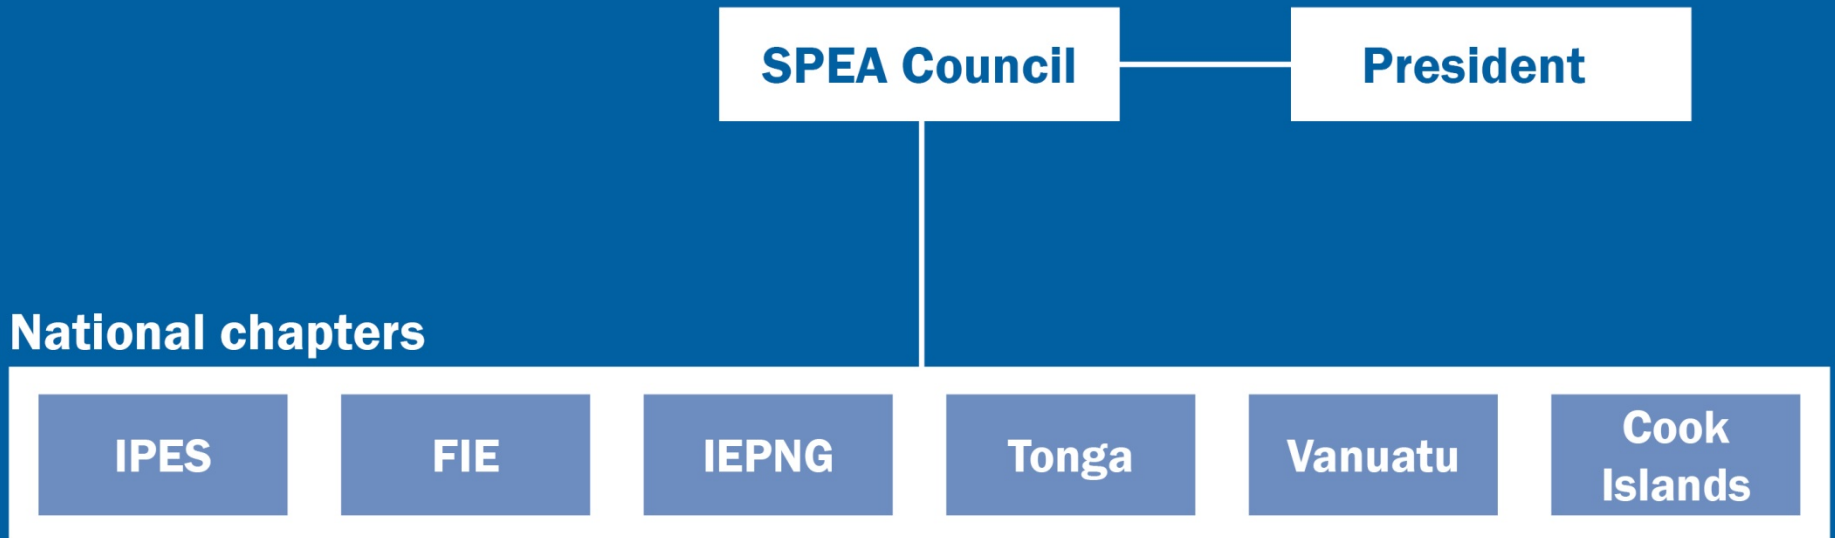 SPEA Council
President
National chapters
IPES
FIE
IEPNG
Tonga
Vanuatu
Cook
Islands